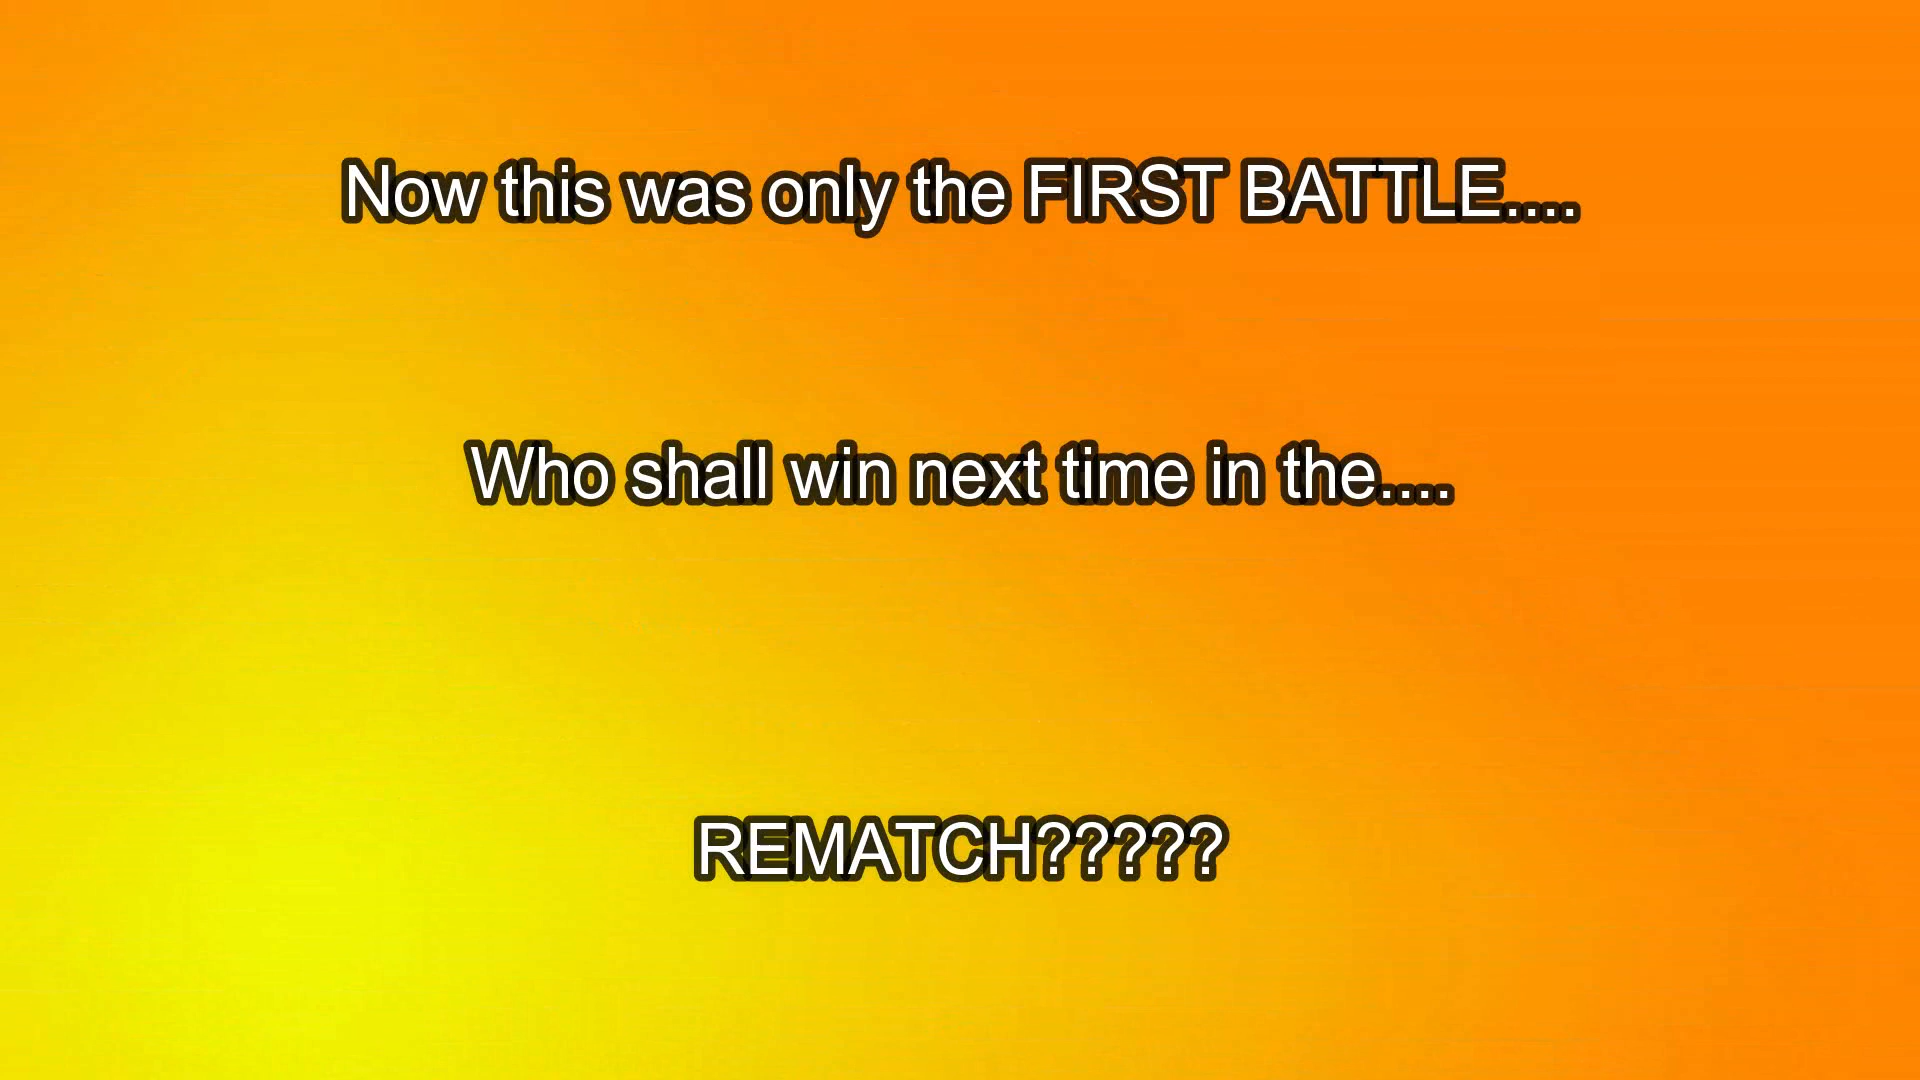 Now this was only the FIRST BATTLE....
Who shall win next time in the....
REMATCH?????